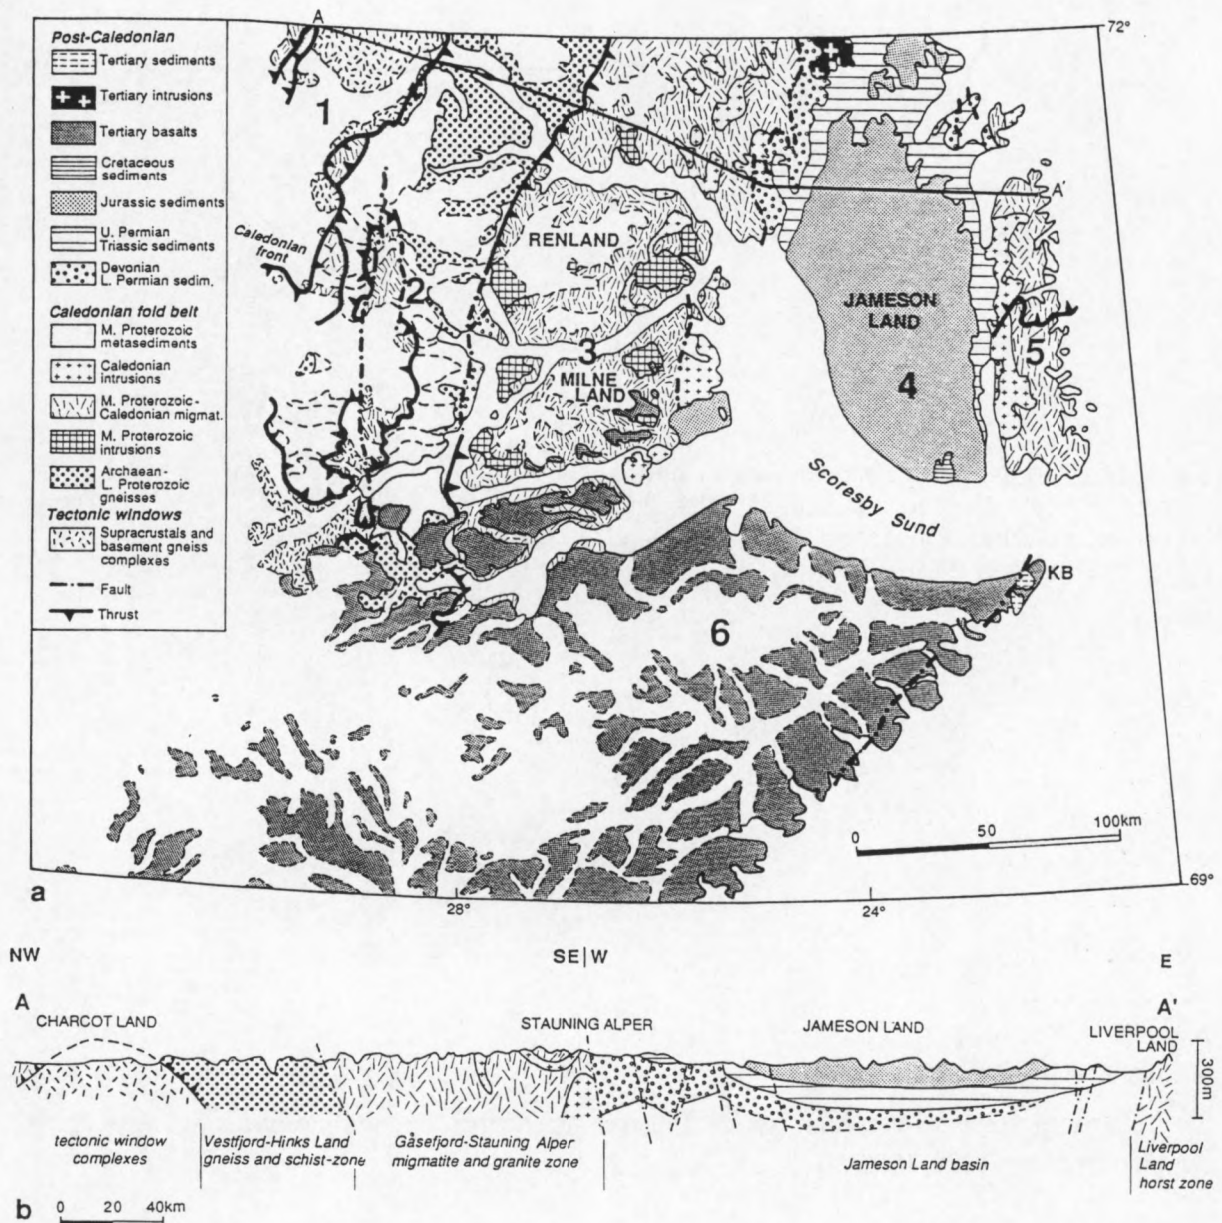 Post-Caledonian
Tertiary sediments
Tertiary intrusions
Tertiary basalts
Cretaceous
sediments
Jurassic sediments
U. Permian
Triassic sediments
Devonian
L. Permian sedim.
Caledonian fold belt
M. Proterozoic
metasediments
Caledonian
intrusions
M. Proterozoic-
Caledonian migmat.
M. Proterozoic
intrusions
Archaean-
L. Proterozoic
gneisses
Tectonic windows
Supracrustals and
basement gneiss
complexes
Fault
Thrust
A
72°
1
A'
Caledonian
front
RENLAND
2
JAMESON
LAND
3
MILNE
LAND
4
5
Scoresby Sund
KB
6
0 50 100km
69°
a
28°
24°
NW
SE|W
E
A
A'
CHARCOT LAND
STAUNING ALPER
JAMESON LAND
LIVERPOOL
LAND
300m
tectonic window
complexes
Vestfjord-Hinks Land
gneiss and schist-zone
Gåsefjord-Stauning Alper
migmatite and granite zone
Jameson Land basin
Liverpool
Land
horst zone
b
0 20 40km